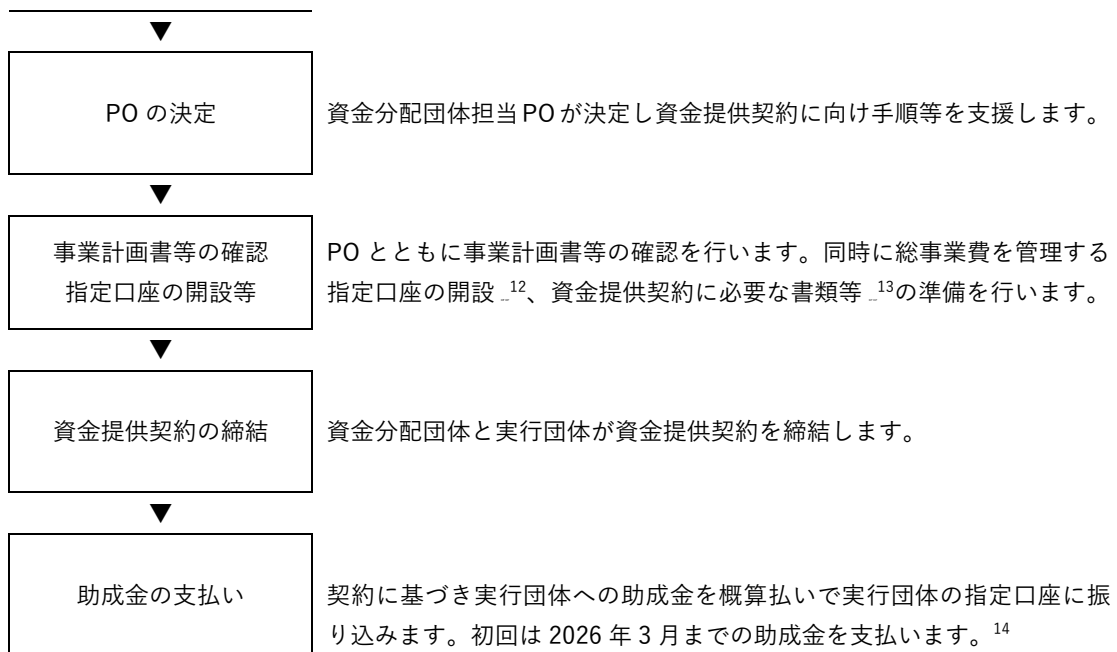 ▼
PO の決定
資金分配団体担当 PO が決定し資金提供契約に向け手順等を支援します。
▼
事業計画書等の確認
指定口座の開設等
PO とともに事業計画書等の確認を行います。同時に総事業費を管理する
指定口座の開設 12、資金提供契約に必要な書類等 13の準備を行います。
▼
資金提供契約の締結
資金分配団体と実行団体が資金提供契約を締結します。
▼
助成金の支払い
契約に基づき実行団体への助成金を概算払いで実行団体の指定口座に振
り込みます。初回は 2026 年 3 月までの助成金を支払います。14